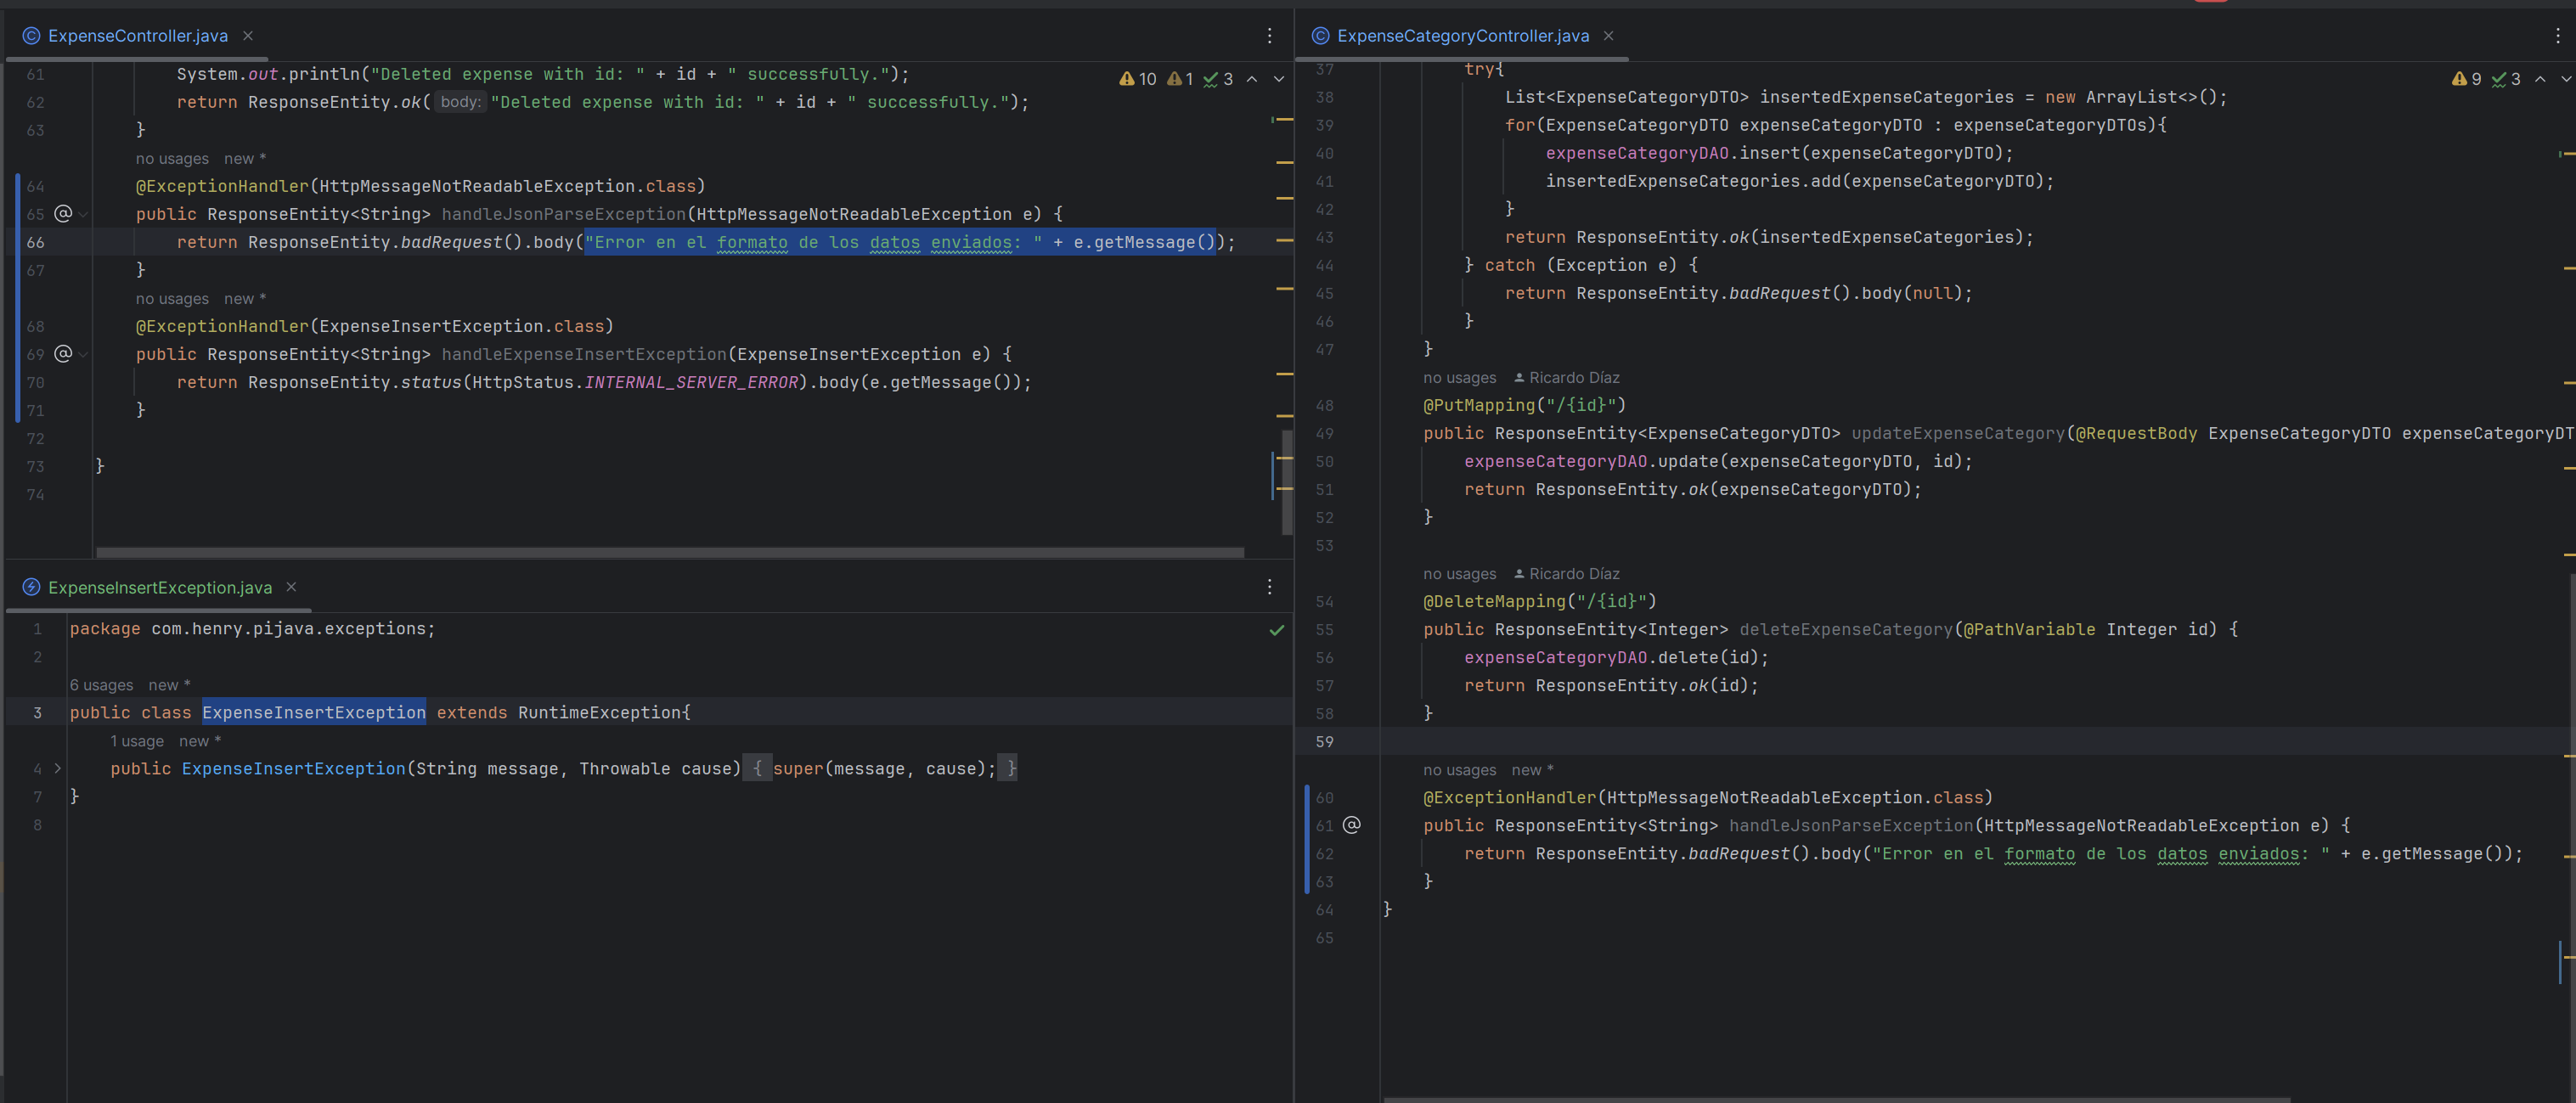 ExpenseController.java
10 1 3
61 System.out.println("Deleted expense with id: " + id + " successfully.");
62 return ResponseEntity.ok( body: "Deleted expense with id: " + id + " successfully.");
63 }
no usages new *
64 @ExceptionHandler(HttpMessageNotReadableException.class)
65 public ResponseEntity<String> handleJsonParseException(HttpMessageNotReadableException e) {
66 return ResponseEntity.badRequest().body("Error en el formato de los datos enviados: " + e.getMessage());
67 }
no usages new *
68 @ExceptionHandler(ExpenseInsertException.class)
69 public ResponseEntity<String> handleExpenseInsertException(ExpenseInsertException e) {
70 return ResponseEntity.status(HttpStatus.INTERNAL_SERVER_ERROR).body(e.getMessage());
71 }
72
73 }
74
ExpenseInsertException.java
1 package com.henry.pijava.exceptions;
2
6 usages new *
3 public class ExpenseInsertException extends RuntimeException{
1 usage new *
4 public ExpenseInsertException(String message, Throwable cause) { super(message, cause); }
7 }
8
ExpenseCategoryController.java
9 3
37 try{
38 List<ExpenseCategoryDTO> insertedExpenseCategories = new ArrayList<>();
39 for(ExpenseCategoryDTO expenseCategoryDTO : expenseCategoryDTOs){
40 expenseCategoryDAO.insert(expenseCategoryDTO);
41 insertedExpenseCategories.add(expenseCategoryDTO);
42 }
43 return ResponseEntity.ok(insertedExpenseCategories);
44 } catch (Exception e) {
45 return ResponseEntity.badRequest().body(null);
46 }
47 }
no usages Ricardo Díaz
48 @PutMapping("/{id}")
49 public ResponseEntity<ExpenseCategoryDTO> updateExpenseCategory(@RequestBody ExpenseCategoryDTO expenseCategoryDT
50 expenseCategoryDAO.update(expenseCategoryDTO, id);
51 return ResponseEntity.ok(expenseCategoryDTO);
52 }
53
no usages Ricardo Díaz
54 @DeleteMapping("/{id}")
55 public ResponseEntity<Integer> deleteExpenseCategory(@PathVariable Integer id) {
56 expenseCategoryDAO.delete(id);
57 return ResponseEntity.ok(id);
58 }
59
no usages new *
60 @ExceptionHandler(HttpMessageNotReadableException.class)
61 public ResponseEntity<String> handleJsonParseException(HttpMessageNotReadableException e) {
62 return ResponseEntity.badRequest().body("Error en el formato de los datos enviados: " + e.getMessage());
63 }
64 }
65